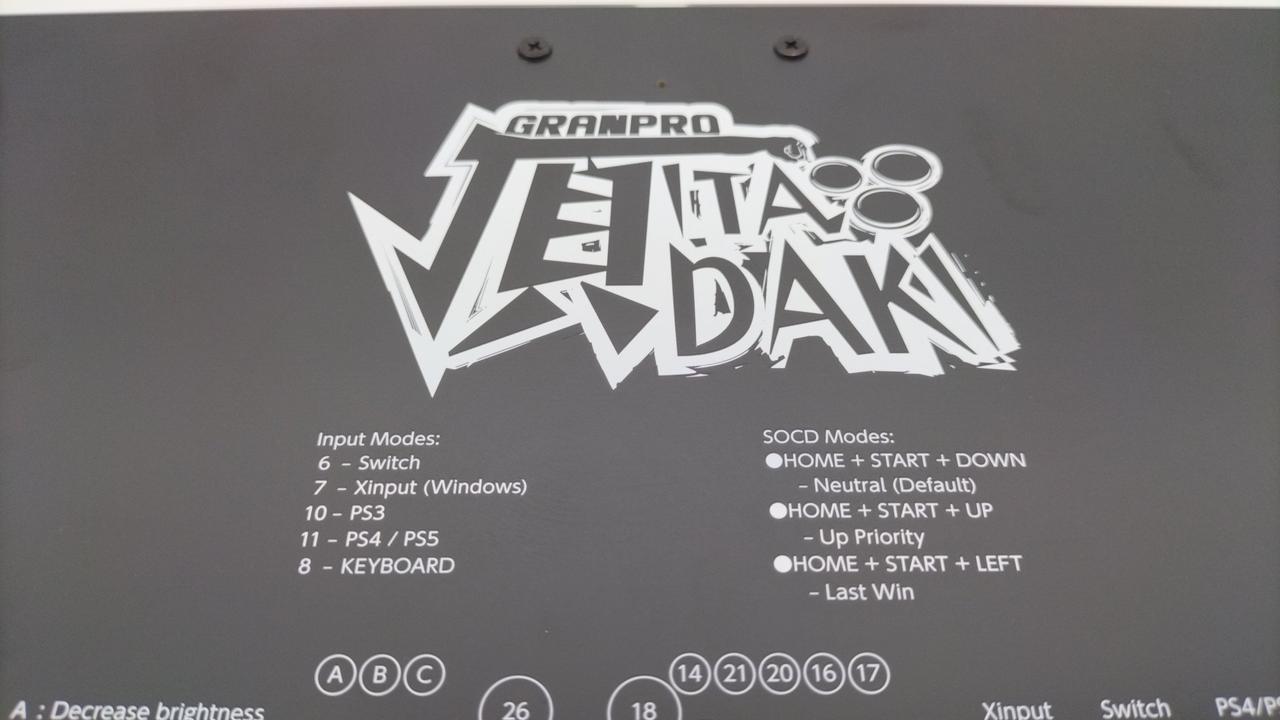 GRANPRO
DAKI
Input Modes:
6 – Switch
7 – Xinput (Windows)
10 – PS3
11 – PS4 / PS5
8 – KEYBOARD
SOCD Modes:
●HOME + START + DOWN
– Neutral (Default)
●HOME + START + UP
– Up Priority
●HOME + START + LEFT
– Last Win
A B C
14 21 20 16 17
26 18
A : Decrease brightness
Xinput Switch